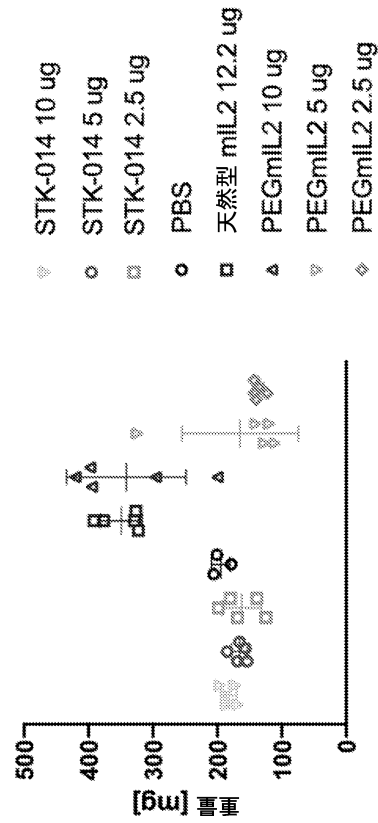 STK-014 10 ug
STK-014 5 ug
STK-014 2.5 ug
PBS
天然型 mIL2 12.2 ug
PEGmIL2 10 ug
PEGmIL2 5 ug
PEGmIL2 2.5 ug
500
400
300
200
100
0
重量 [mg]